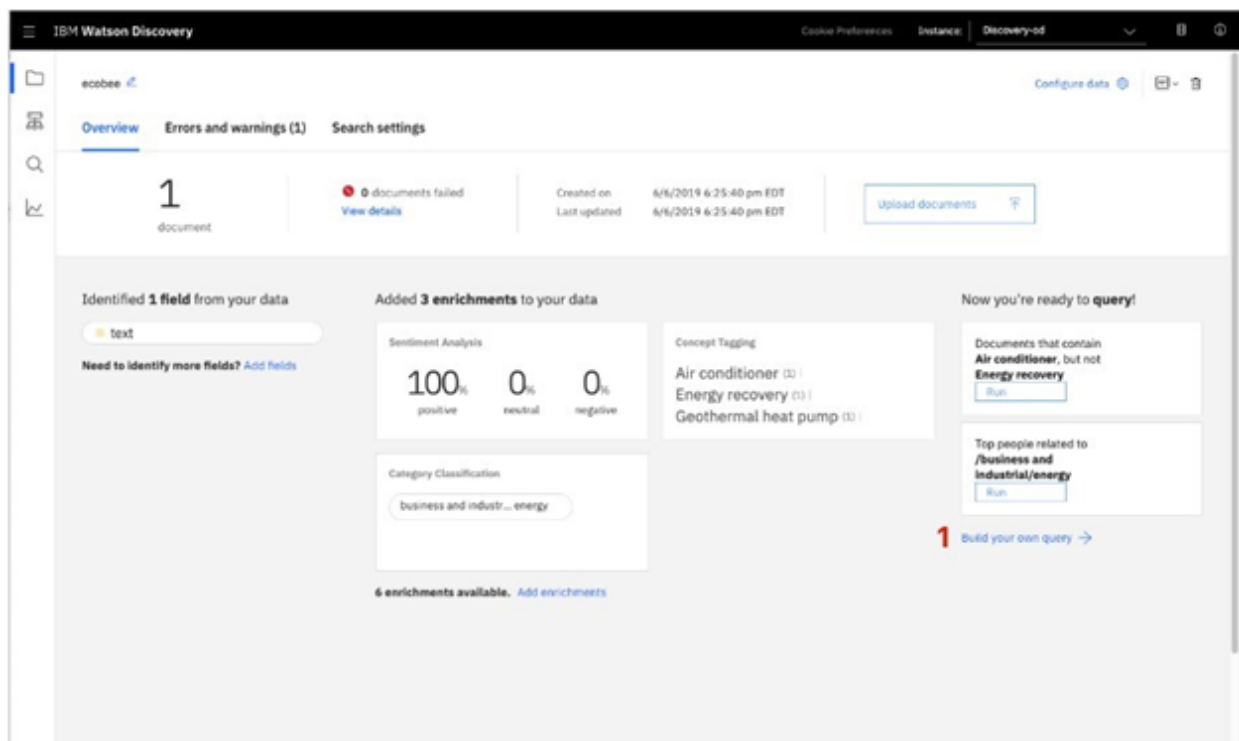 IBM Watson Discovery
Cookie Preferences
Instance:
Discovery-od
ecobee
Configure data
Overview
Errors and warnings (1)
Search settings
1
document
0 documents failed
View details
Created on 6/6/2019 6:25:40 pm EDT
Last updated 6/6/2019 6:25:40 pm EDT
Upload documents
Identified 1 field from your data
text
Need to identify more fields? Add fields
Added 3 enrichments to your data
Sentiment Analysis
100% 0% 0%
positive neutral negative
Concept Tagging
Air conditioner (1)
Energy recovery (1)
Geothermal heat pump (1)
Category Classification
business and industr... energy
6 enrichments available. Add enrichments
Now you're ready to query!
Documents that contain
Air conditioner, but not
Energy recovery
Run
Top people related to
/business and
industrial/energy
Run
1 Build your own query